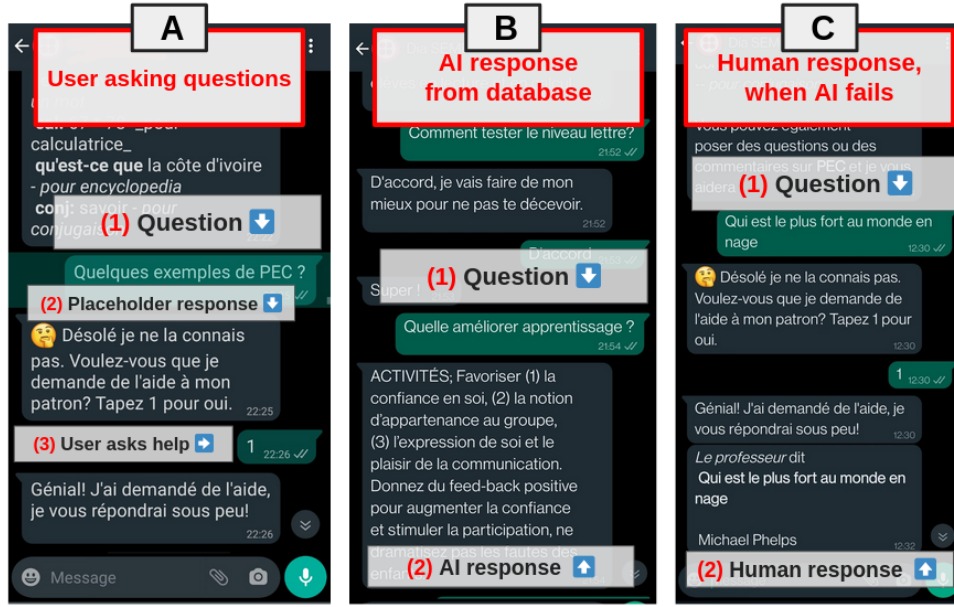 A
User asking questions
calculatrice_
qu'est-ce que la côte d'ivoire
- pour encyclopedia
conj: savoir - pour
(1) Question
Quelques exemples de PEC ?
(2) Placeholder response
Désolé je ne la connais
pas. Voulez-vous que je
demande de l'aide à mon
patron? Tapez 1 pour oui.
22:25
(3) User asks help
1
22:26
Génial! J'ai demandé de l'aide,
je vous répondrai sous peu!
22:26
Message
B
AI response
from database
Comment tester le niveau lettre?
21:52
D'accord, je vais faire de mon
mieux pour ne pas te décevoir.
21:52
D'accord
(1) Question
Super !
Quelle améliorer apprentissage ?
21:54
ACTIVITÉS; Favoriser (1) la
confiance en soi, (2) la notion
d'appartenance au groupe,
(3) l'expression de soi et le
plaisir de la communication.
Donnez du feed-back positive
pour augmenter la confiance
et stimuler la participation, ne
dramatisez pas les fautes des
(2) AI response
C
Human response,
when AI fails
Vous pouvez également
poser des questions ou des
commentaires sur PEC et je vous
(1) Question
Qui est le plus fort au monde en
nage
12:30
Désolé je ne la connais pas.
Voulez-vous que je demande de
l'aide à mon patron? Tapez 1 pour
oui.
12:30
1
12:30
Génial! J'ai demandé de l'aide, je
vous répondrai sous peu!
12:30
Le professeur dit
Qui est le plus fort au monde en
nage
Michael Phelps
12:32
(2) Human response